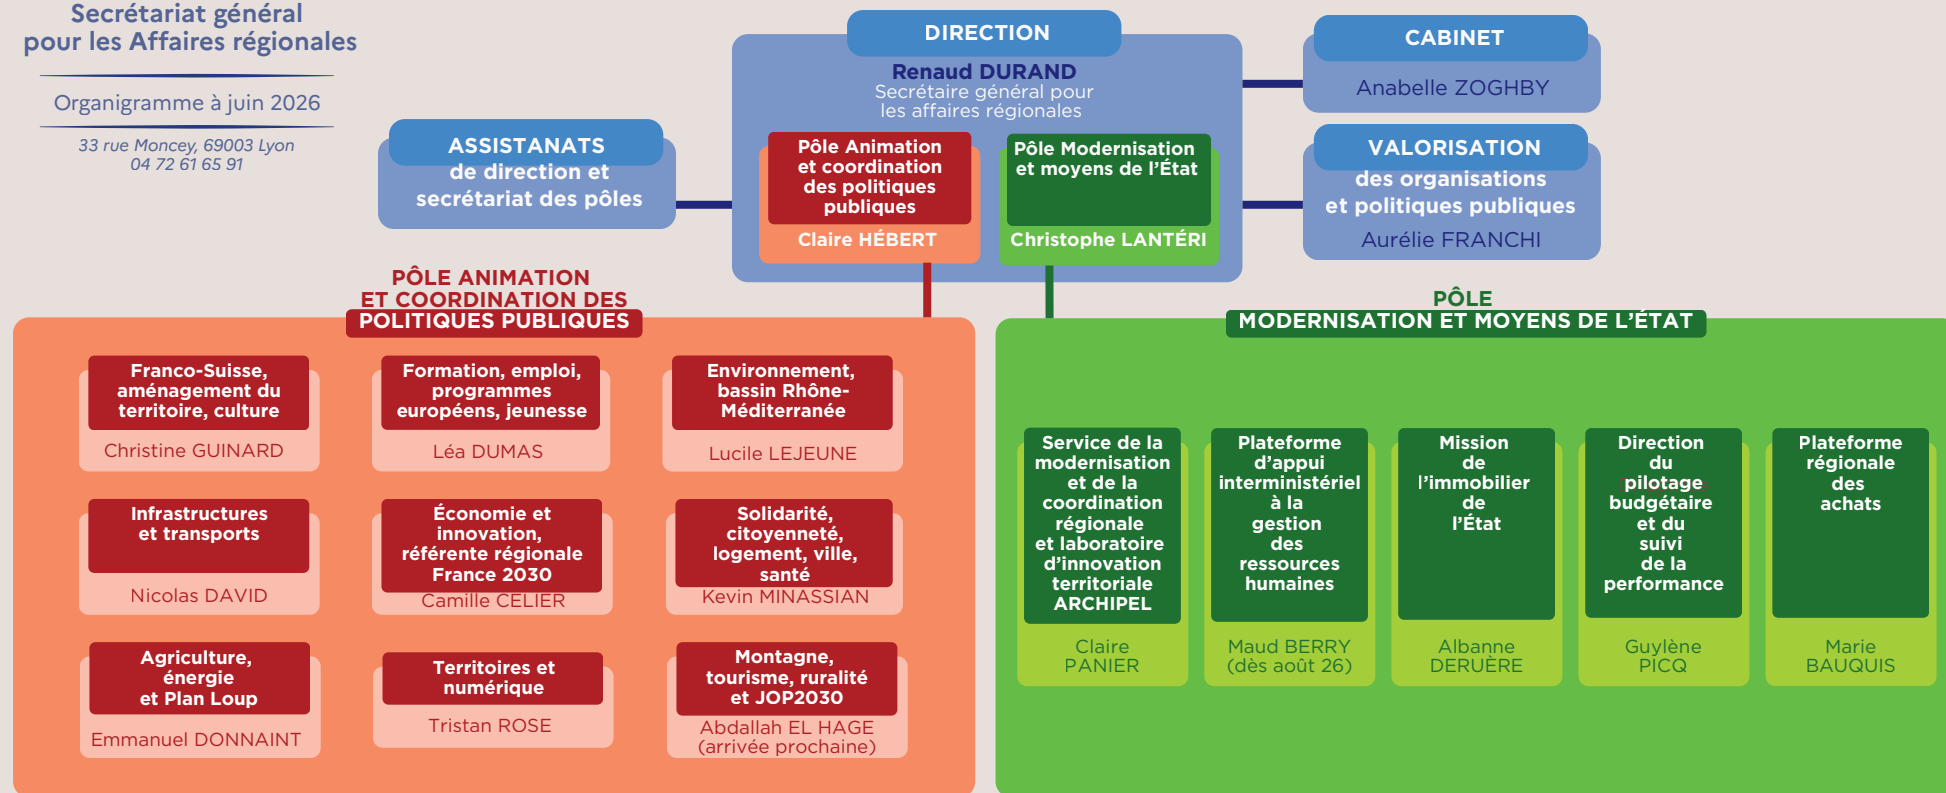 Secrétariat général
pour les Affaires régionales
Organigramme à juin 2026
33 rue Moncey, 69003 Lyon
04 72 61 65 91
DIRECTION
Renaud DURAND
Secrétaire général pour
les affaires régionales
Pôle Animation
et coordination
des politiques
publiques
Claire HÉBERT
Pôle Modernisation
et moyens de l'État
Christophe LANTÉRI
CABINET
Anabelle ZOGHBY
ASSISTANATS
de direction et
secrétariat des pôles
VALORISATION
des organisations
et politiques publiques
Aurélie FRANCHI
PÔLE ANIMATION
ET COORDINATION DES
POLITIQUES PUBLIQUES
Franco-Suisse,
aménagement du
territoire, culture
Christine GUINARD
Formation, emploi,
programmes
européens, jeunesse
Léa DUMAS
Environnement,
bassin Rhône-
Méditerranée
Lucile LEJEUNE
Infrastructures
et transports
Nicolas DAVID
Économie et
innovation,
référente régionale
France 2030
Camille CELIER
Solidarité,
citoyenneté,
logement, ville,
santé
Kevin MINASSIAN
Agriculture,
énergie
et Plan Loup
Emmanuel DONNAINT
Territoires et
numérique
Tristan ROSE
Montagne,
tourisme, ruralité
et JOP2030
Abdallah EL HAGE
(arrivée prochaine)
PÔLE
MODERNISATION ET MOYENS DE L'ÉTAT
Service de la
modernisation
et de la
coordination
régionale
et laboratoire
d'innovation
territoriale
ARCHIPEL
Claire
PANIER
Plateforme
d'appui
interministériel
à la
gestion
des
ressources
humaines
Maud BERRY
(dès août 26)
Mission
de
l'immobilier
de
l'État
Albanne
DERUÈRE
Direction
du
pilotage
budgétaire
et du
suivi
de la
performance
Guylène
PICQ
Plateforme
régionale
des
achats
Marie
BAUQUIS